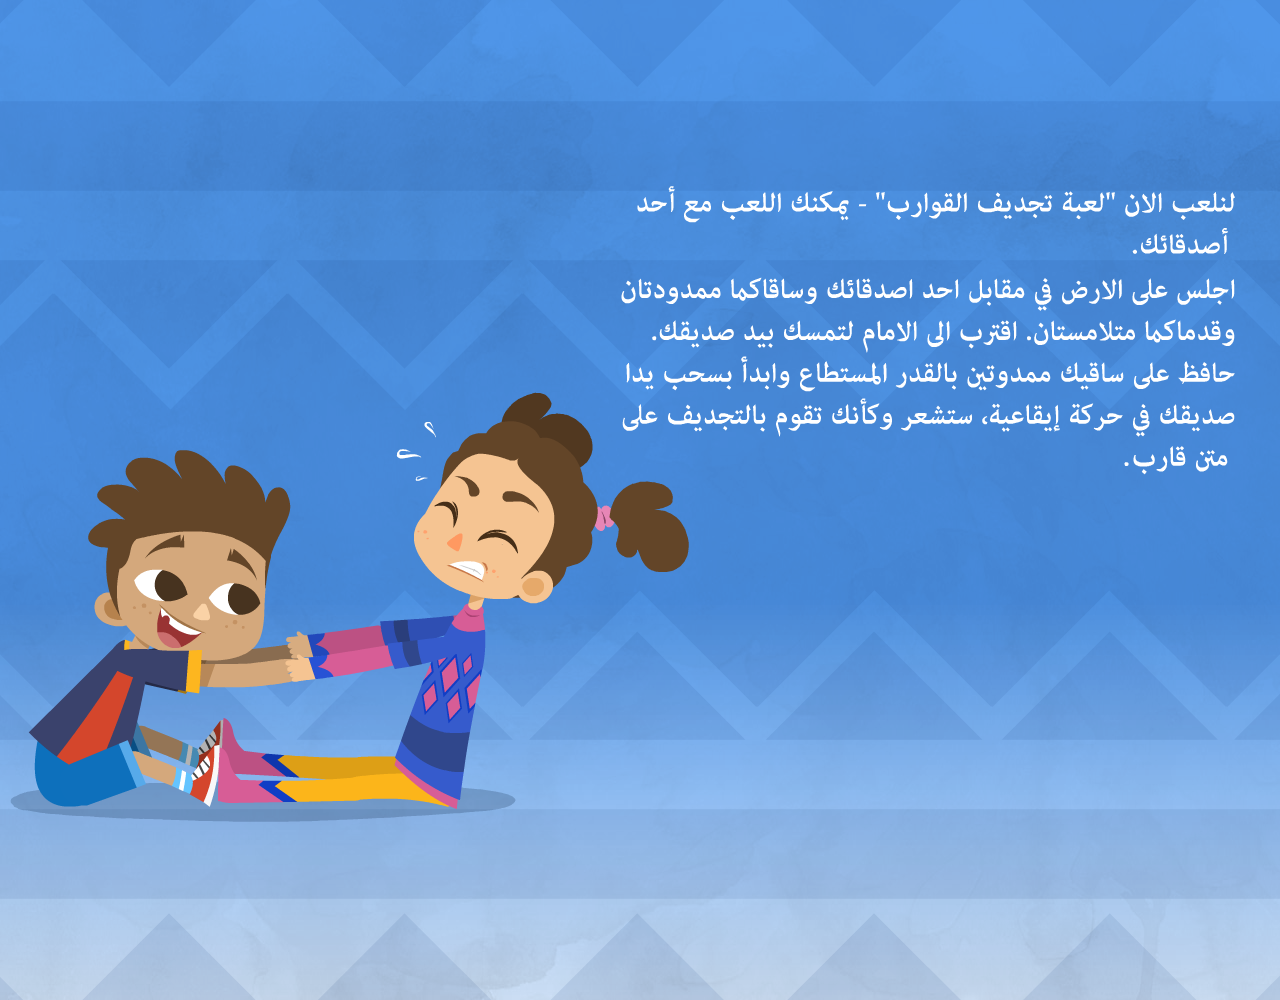 لنلعب الان "لعبة تجديف القوارب" - يمكنك اللعب مع أحد
أصدقائك.
اجلس على الارض في مقابل احد اصدقائك وساقاكما ممدودتان
وقدماكما متلامستان. اقترب الى الامام لتمسك بيد صديقك.
حافظ على ساقيك ممدوتين بالقدر المستطاع وابدأ بسحب يدا
صديقك في حركة إيقاعية، ستشعر وكأنك تقوم بالتجديف على
متن قارب.